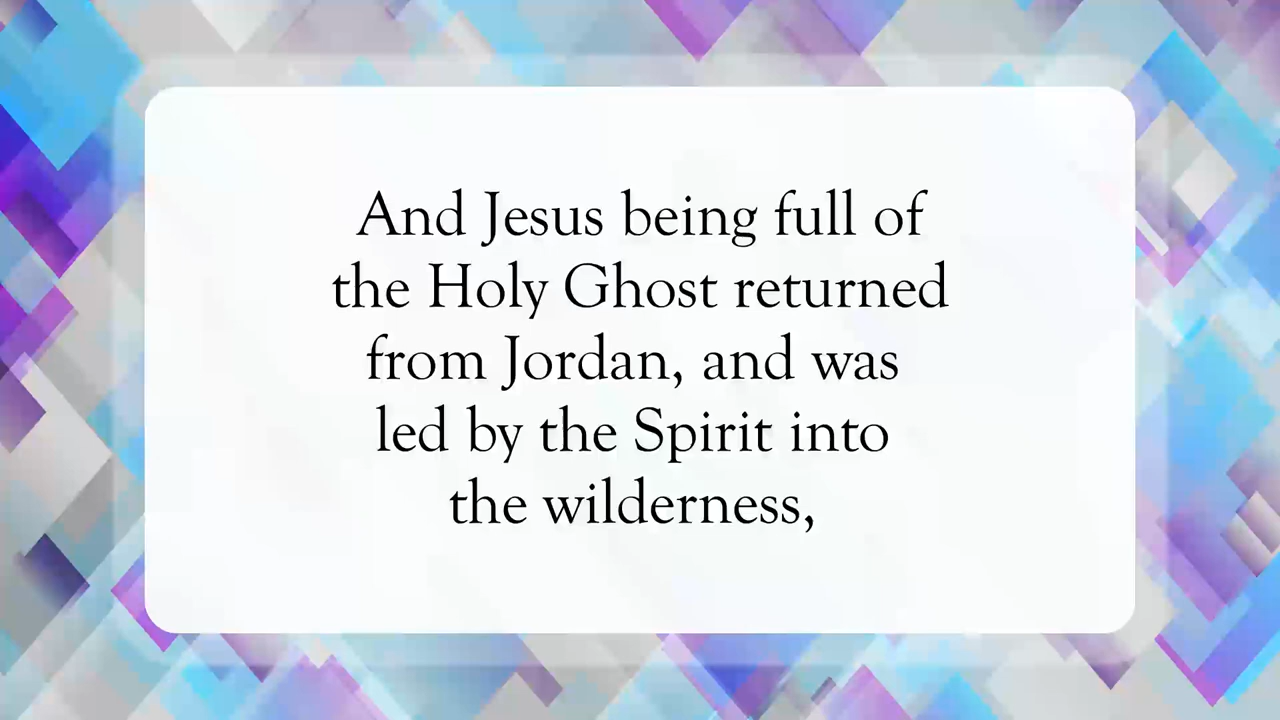 And Jesus being full of
the Holy Ghost returned
from Jordan, and was
led by the Spirit into
the wilderness,